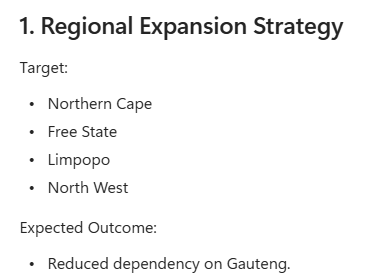 1. Regional Expansion Strategy
Target:
• Northern Cape
• Free State
• Limpopo
• North West
Expected Outcome:
• Reduced dependency on Gauteng.